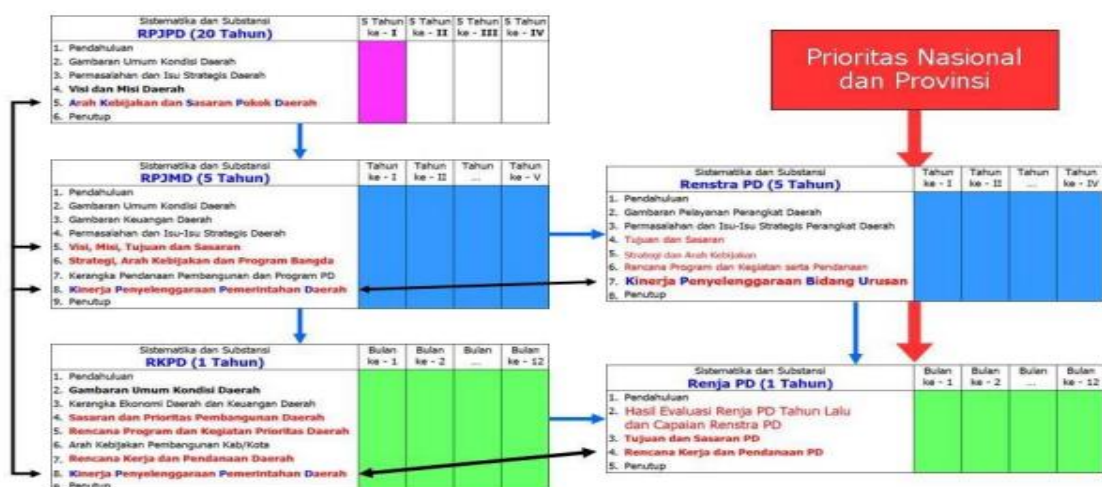 Sistematika dan Substansi
RPJPD (20 Tahun)
5 Tahun ke - I
5 Tahun ke - II
5 Tahun ke - III
5 Tahun ke - IV
1. Pendahuluan
2. Gambaran Umum Kondisi Daerah
3. Permasalahan dan Isu Strategis Daerah
4. Visi dan Misi Daerah
5. Arah Kebijakan dan Sasaran Pokok Daerah
6. Penutup
Prioritas Nasional
dan Provinsi
Sistematika dan Substansi
RPJMD (5 Tahun)
Tahun ke - I
Tahun ke - II
Tahun ...
Tahun ke - V
1. Pendahuluan
2. Gambaran Umum Kondisi Daerah
3. Gambaran Keuangan Daerah
4. Permasalahan dan Isu-Isu Strategis Daerah
5. Visi, Misi, Tujuan dan Sasaran
6. Strategi, Arah Kebijakan dan Program Bangda
7. Kerangka Pendanaan Pembangunan dan Program PD
8. Kinerja Penyelenggaraan Pemerintahan Daerah
9. Penutup
Sistematika dan Substansi
Renstra PD (5 Tahun)
Tahun ke - I
Tahun ke - II
Tahun ...
Tahun ke - IV
1. Pendahuluan
2. Gambaran Pelayanan Perangkat Daerah
3. Permasalahan dan Isu-Isu Strategis Perangkat Daerah
4. Tujuan dan Sasaran
5. Strategi dan Arah Kebijakan
6. Rencana Program dan Kegiatan serta Pendanaan
7. Kinerja Penyelenggaraan Bidang Urusan
8. Penutup
Sistematika dan Substansi
RKPD (1 Tahun)
Bulan ke - 1
Bulan ke - 2
Bulan ...
Bulan ke - 12
1. Pendahuluan
2. Gambaran Umum Kondisi Daerah
3. Kerangka Ekonomi Daerah dan Keuangan Daerah
4. Sasaran dan Prioritas Pembangunan Daerah
5. Rencana Program dan Kegiatan Prioritas Daerah
6. Arah Kebijakan Pembangunan Kab/Kota
7. Rencana Kerja dan Pendanaan Daerah
8. Kinerja Penyelenggaraan Pemerintahan Daerah
9. Penutup
Sistematika dan Substansi
Renja PD (1 Tahun)
Bulan ke - 1
Bulan ke - 2
Bulan ...
Bulan ke - 12
1. Pendahuluan
2. Hasil Evaluasi Renja PD Tahun Lalu
dan Capaian Renstra PD
3. Tujuan dan Sasaran PD
4. Rencana Kerja dan Pendanaan PD
5. Penutup